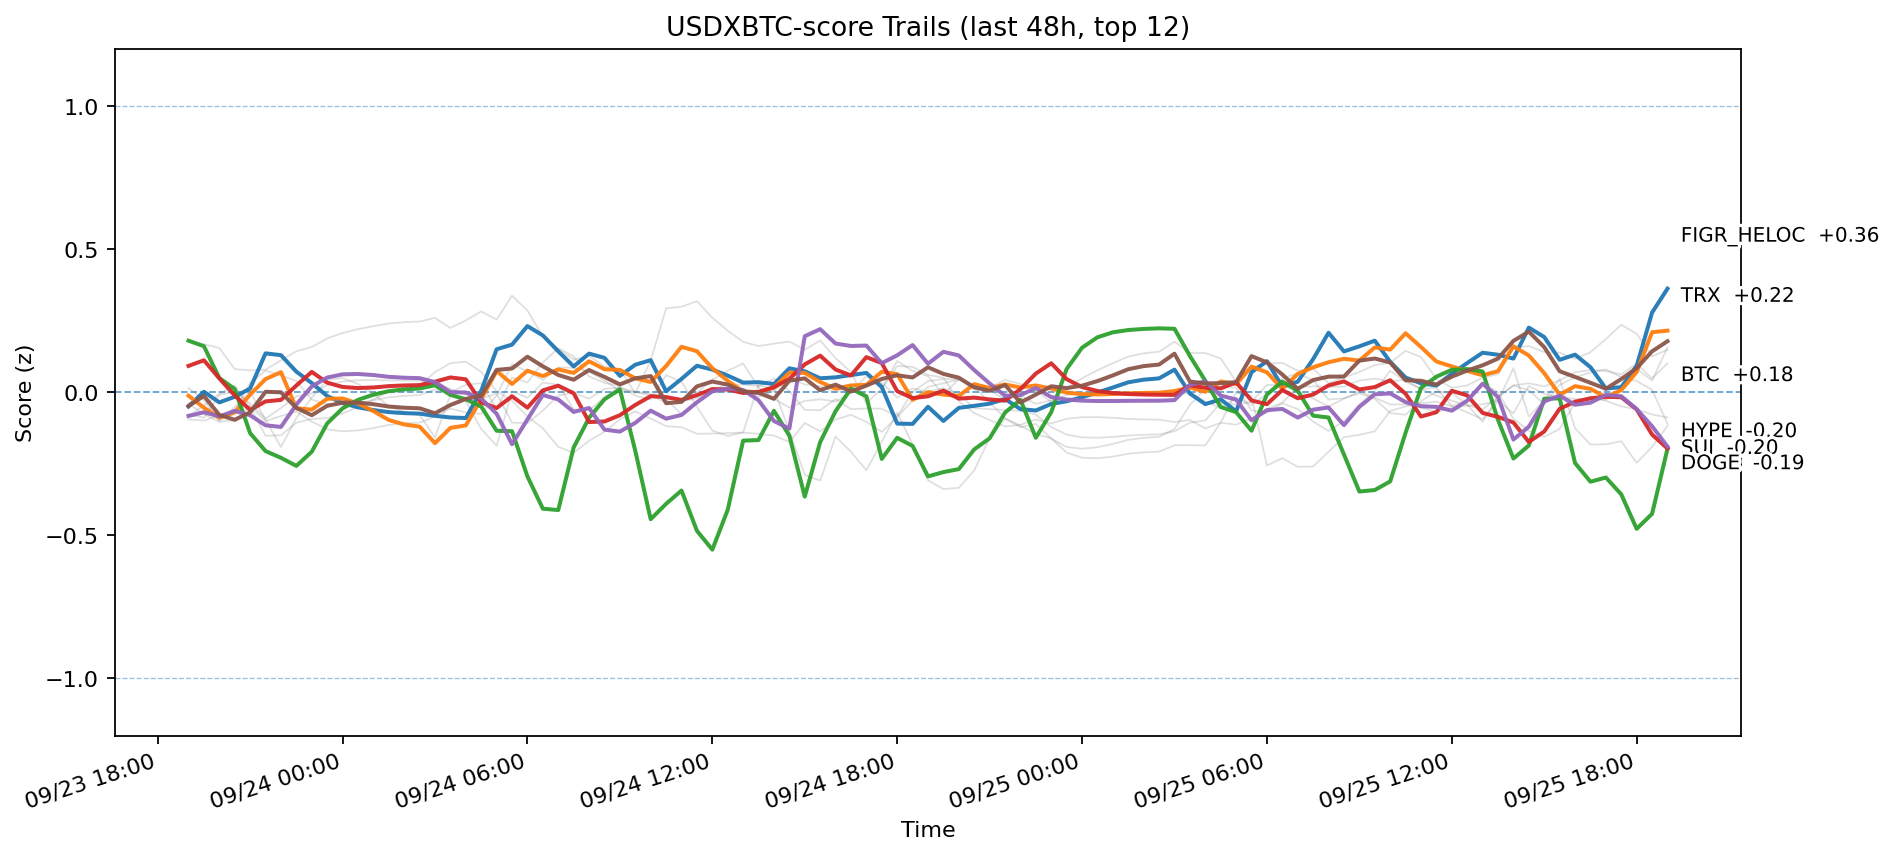 USDXBTC-score Trails (last 48h, top 12)
Score (z)
1.0
0.5
0.0
−0.5
−1.0
FIGR_HELOC +0.36
TRX +0.22
BTC +0.18
HYPE -0.20
SUI -0.20
DOGE -0.19
09/23 18:00
09/24 00:00
09/24 06:00
09/24 12:00
09/24 18:00
09/25 00:00
09/25 06:00
09/25 12:00
09/25 18:00
Time